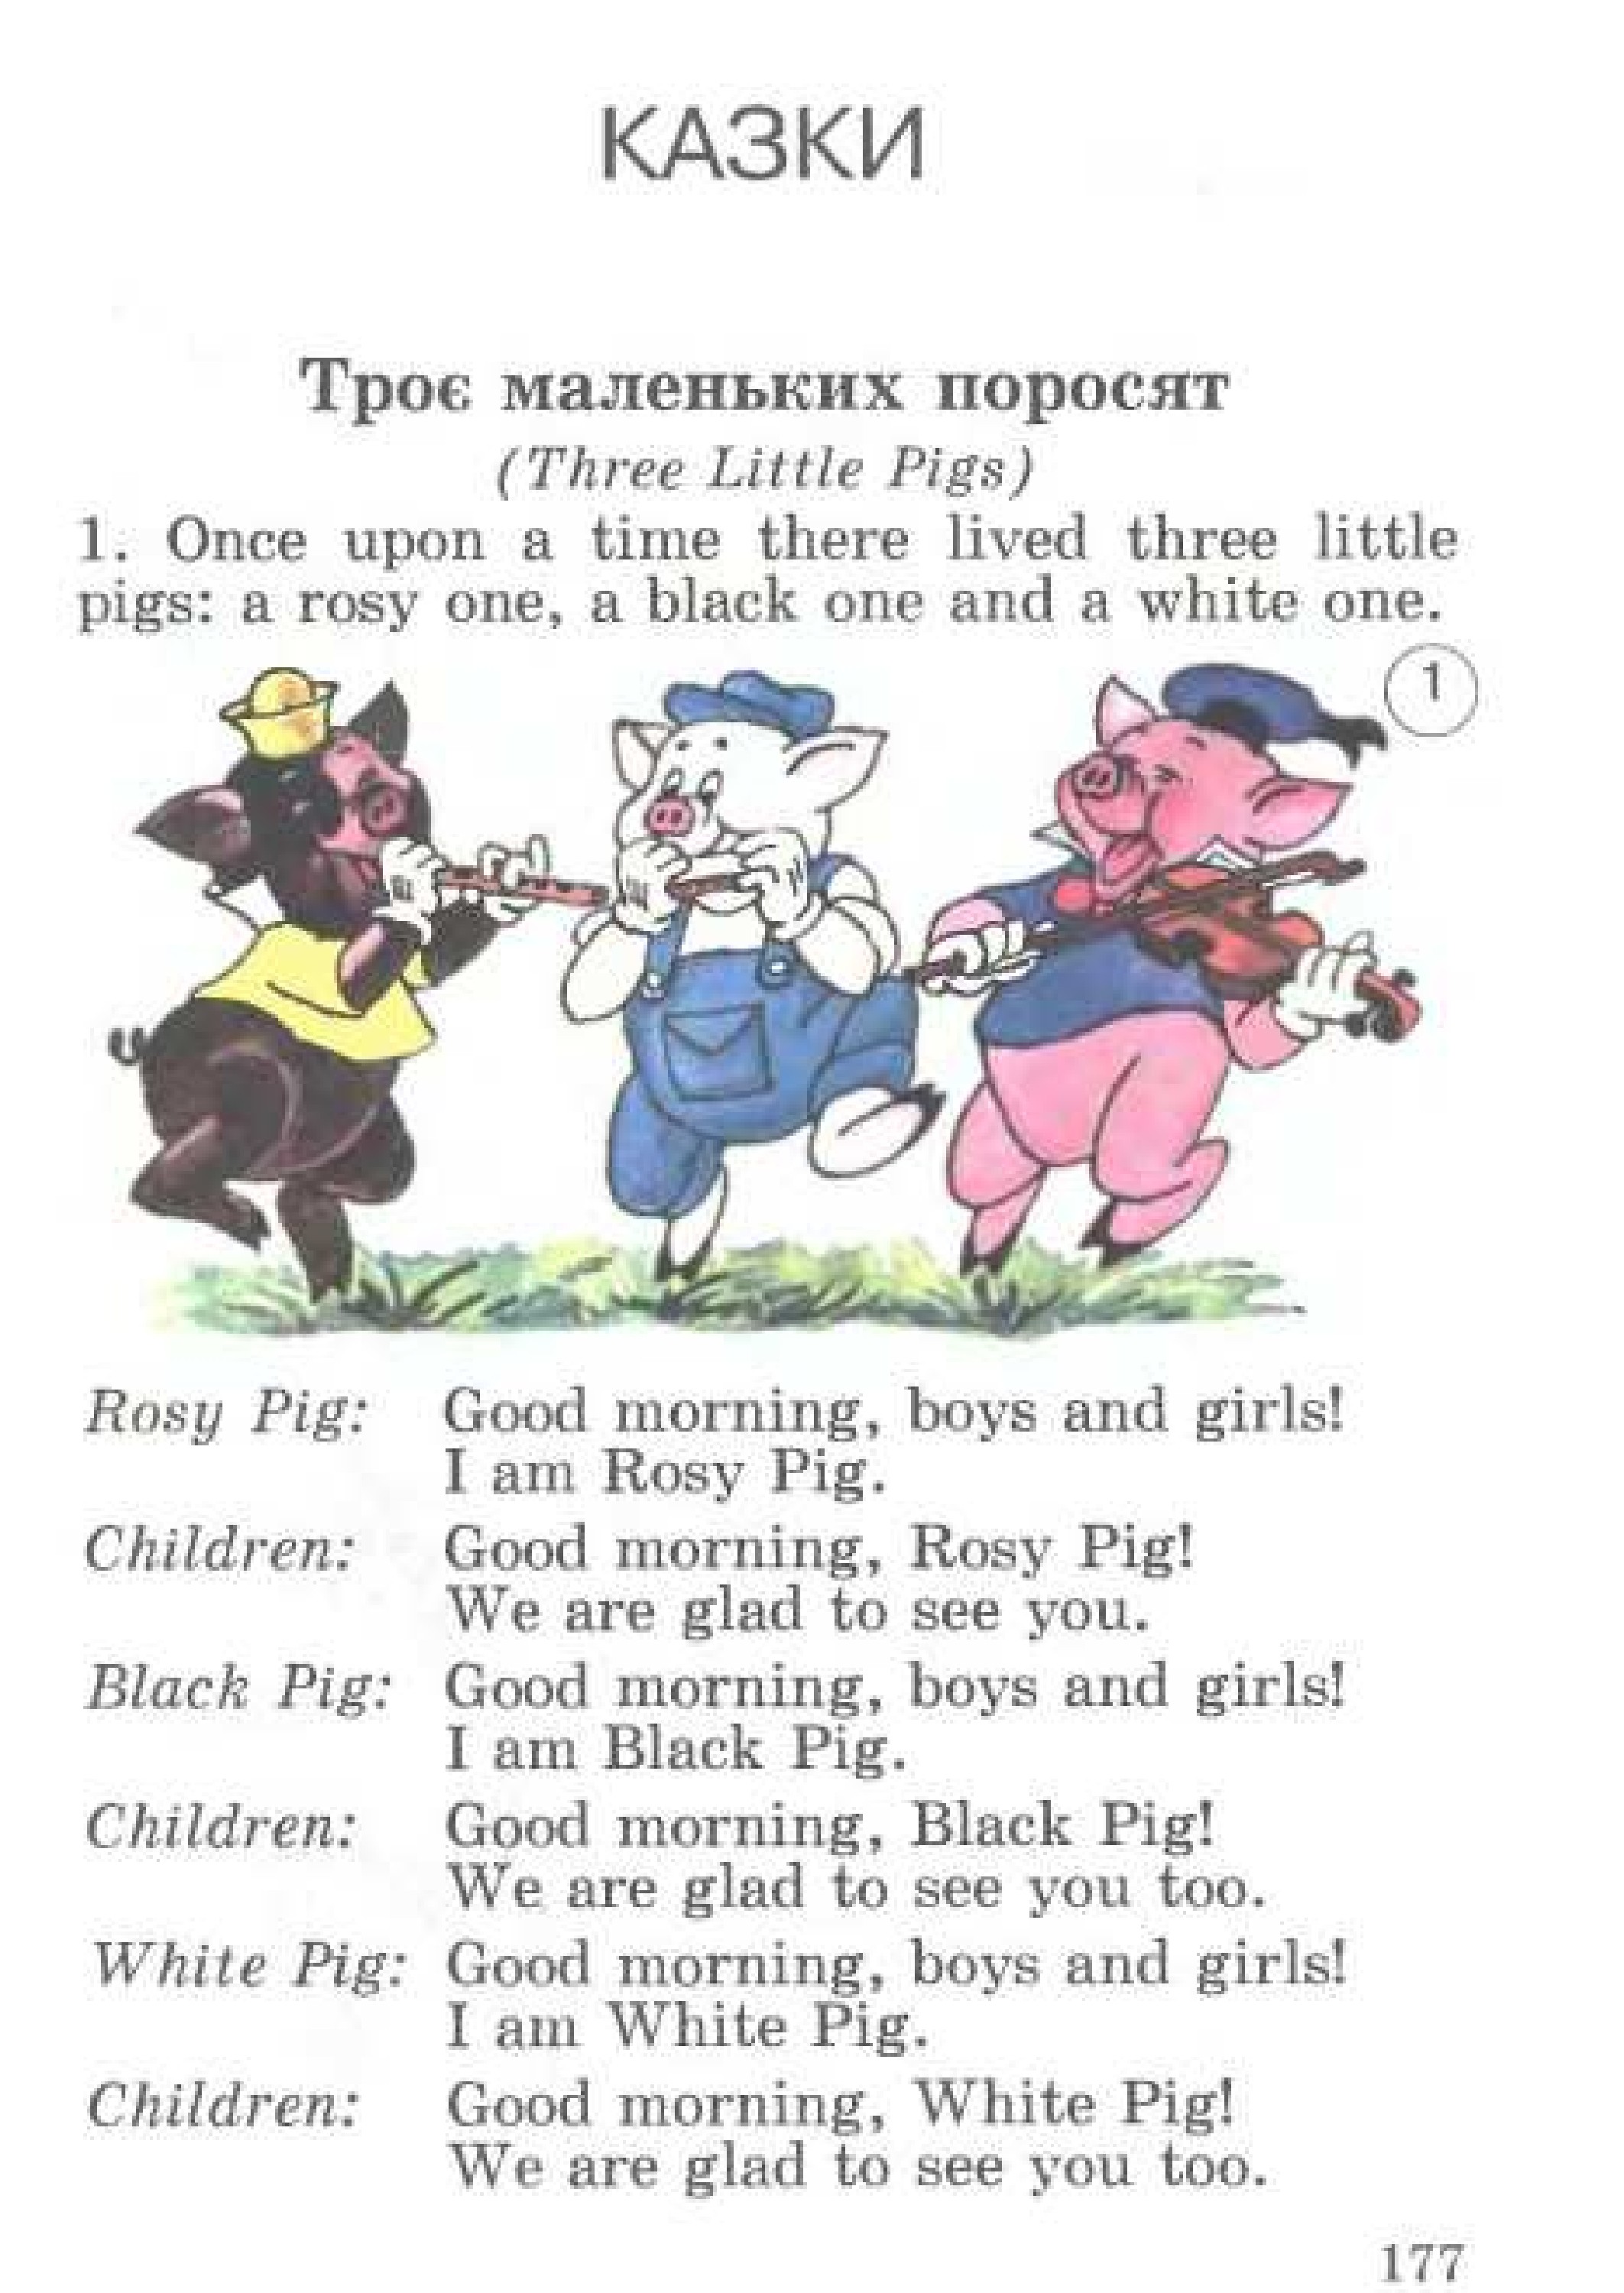 КАЗКИ
Троє маленьких поросят
(Three Little Pigs)
1. Once upon a time there lived three little
pigs: a rosy one, a black one and a white one.
1
Rosy Pig: Good morning, boys and girls!
I am Rosy Pig.
Children: Good morning, Rosy Pig!
We are glad to see you.
Black Pig: Good morning, boys and girls!
I am Black Pig.
Children: Good morning, Black Pig!
We are glad to see you too.
White Pig: Good morning, boys and girls!
I am White Pig.
Children: Good morning, White Pig!
We are glad to see you too.
177